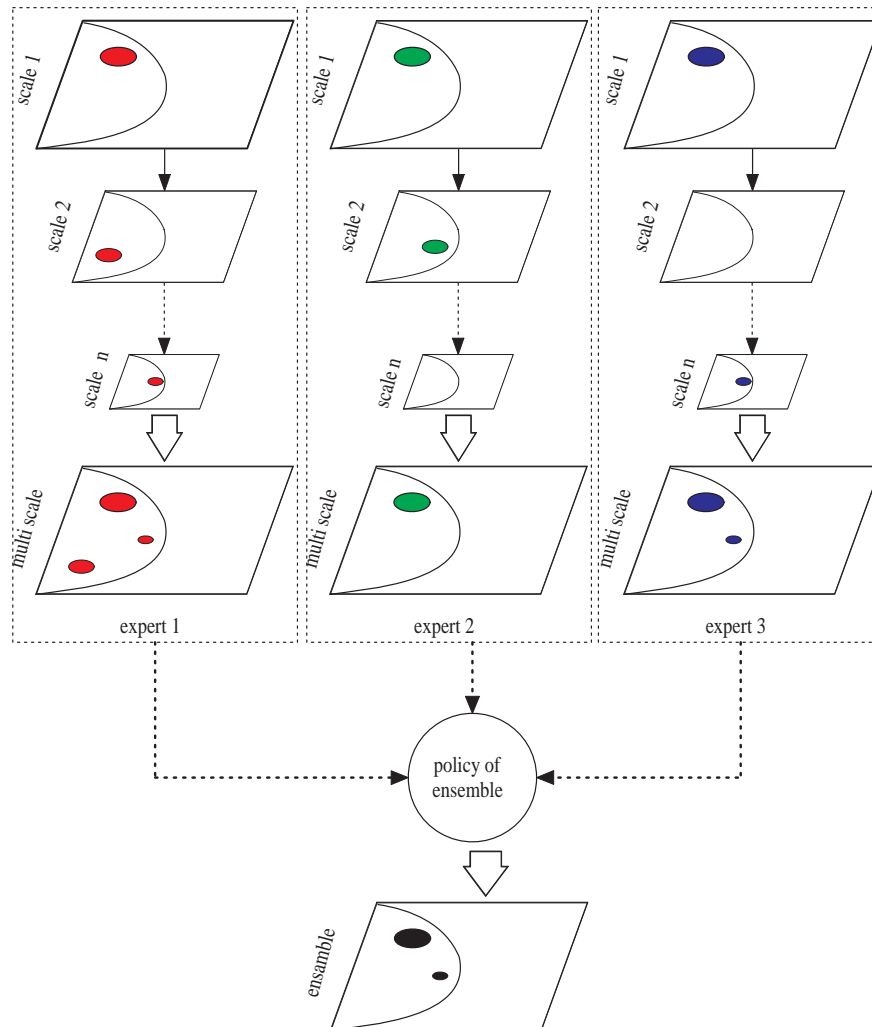 scale 1
scale 1
scale 1
scale 2
scale 2
scale 2
scale n
scale n
scale n
multi scale
multi scale
multi scale
expert 1
expert 2
expert 3
policy of
ensemble
ensamble